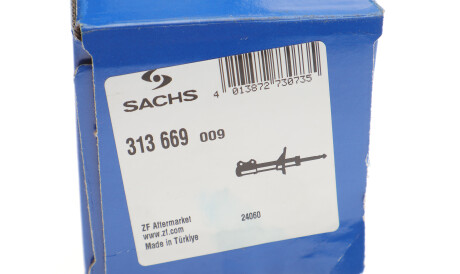 SACHS
4 013872 730735
313 669 009
ZF Aftermarket
www.zf.com
Made in Türkiye
24060